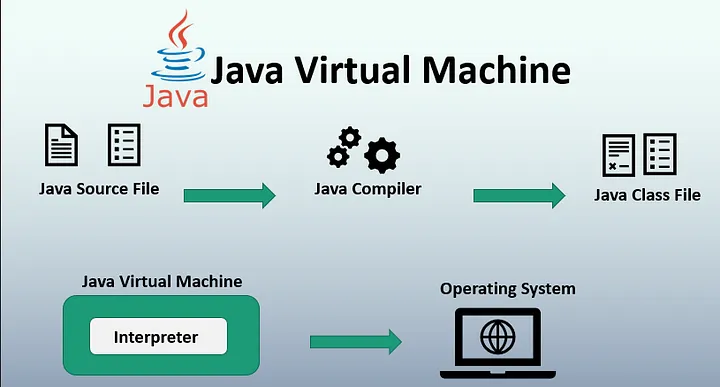 Java
Java Virtual Machine
Java Source File
Java Compiler
Java Class File
Java Virtual Machine
Interpreter
Operating System